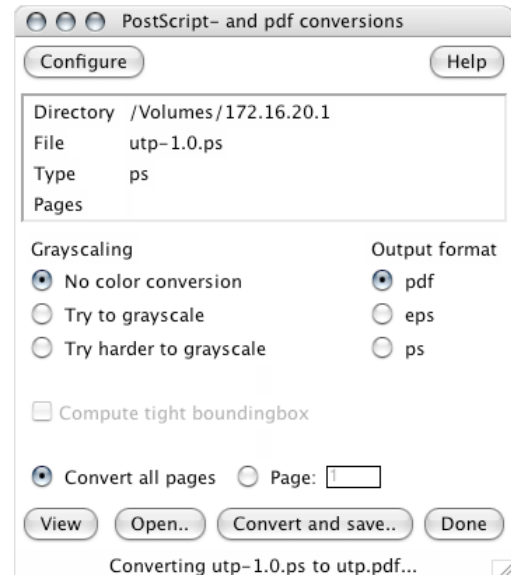 PostScript- and pdf conversions
Configure Help
Directory /Volumes/172.16.20.1
File utp-1.0.ps
Type ps
Pages
Grayscaling Output format
No color conversion pdf
Try to grayscale eps
Try harder to grayscale ps
Compute tight boundingbox
Convert all pages Page: 1
View Open.. Convert and save.. Done
Converting utp-1.0.ps to utp.pdf...